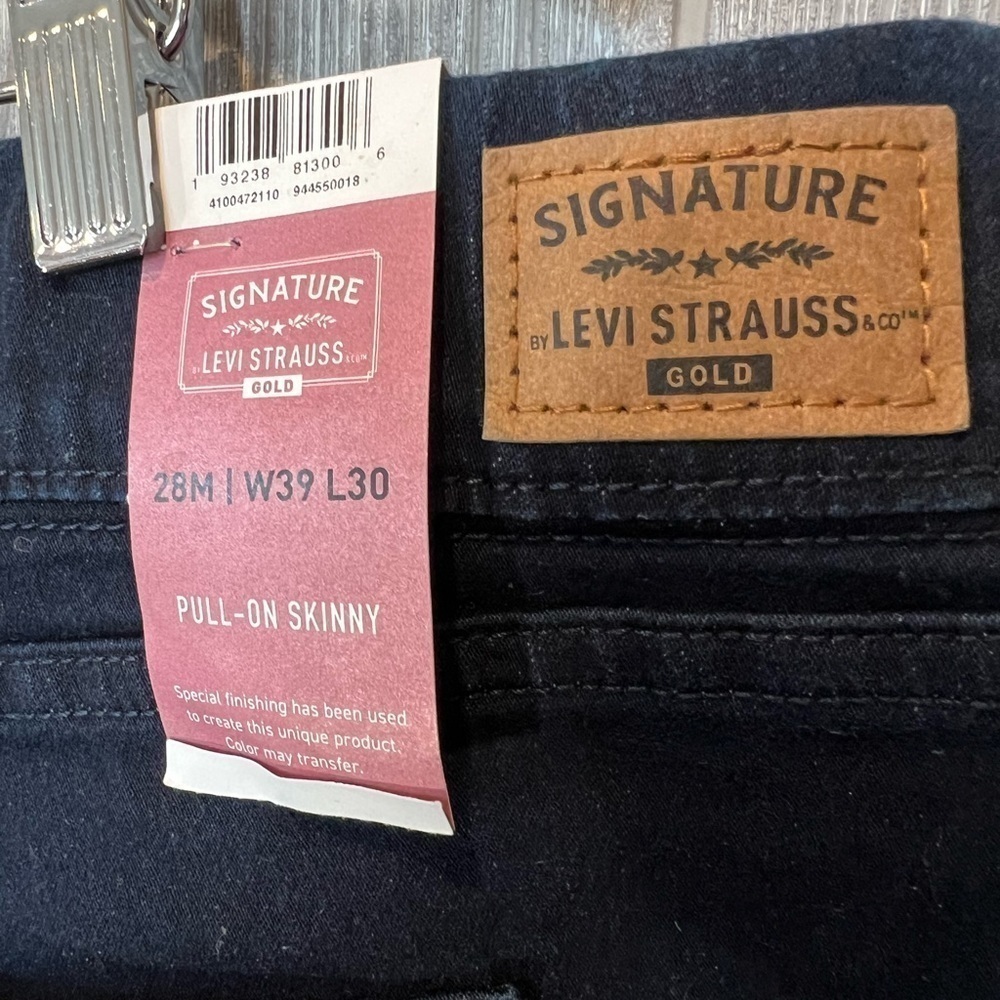 1 93238 81300 6
4100472110 944550018
SIGNATURE
BY LEVI STRAUSS & CO™
GOLD
28M | W39 L30
PULL-ON SKINNY
Special finishing has been used
to create this unique product.
Color may transfer.
SIGNATURE
BY LEVI STRAUSS & CO™
GOLD